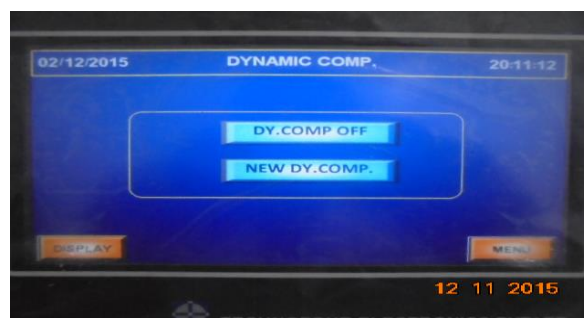 02/12/2015 DYNAMIC COMP. 20:11:12
DY.COMP OFF
NEW DY.COMP.
DISPLAY MENU
12 11 2015